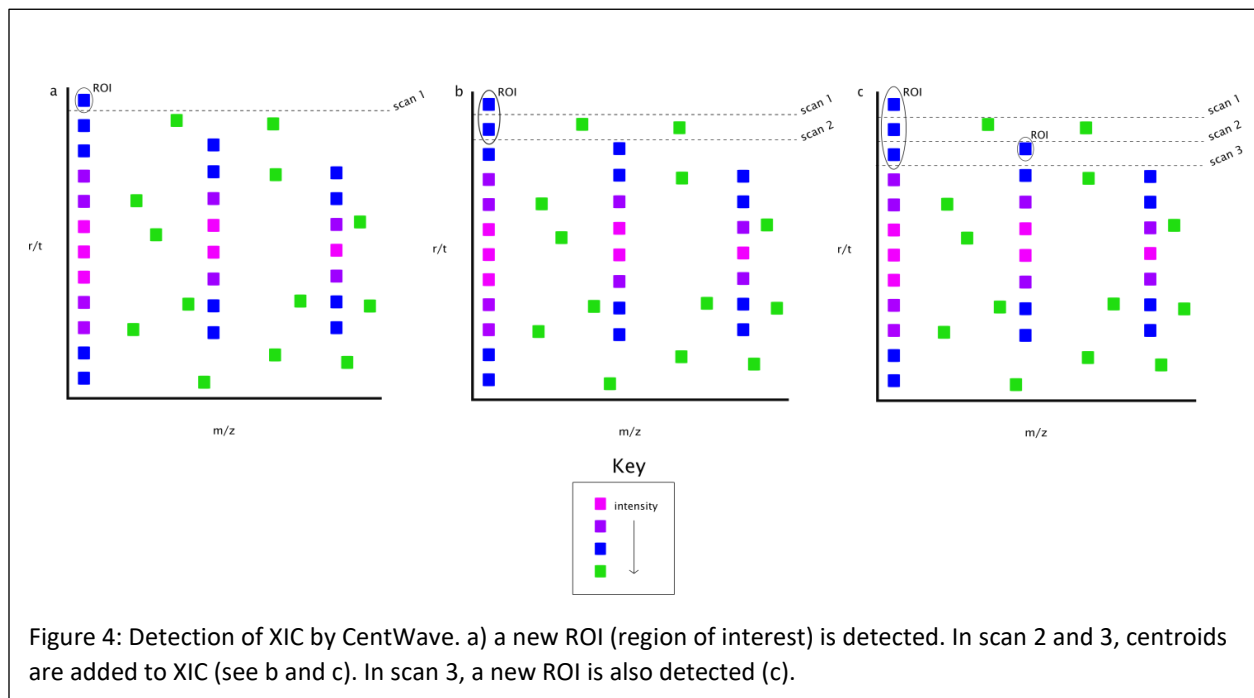 a
ROI
scan 1
r/t
m/z
b
ROI
scan 1
scan 2
r/t
m/z
c
ROI
scan 1
scan 2
ROI
scan 3
r/t
m/z
Key
intensity
Figure 4: Detection of XIC by CentWave. a) a new ROI (region of interest) is detected. In scan 2 and 3, centroids
are added to XIC (see b and c). In scan 3, a new ROI is also detected (c).